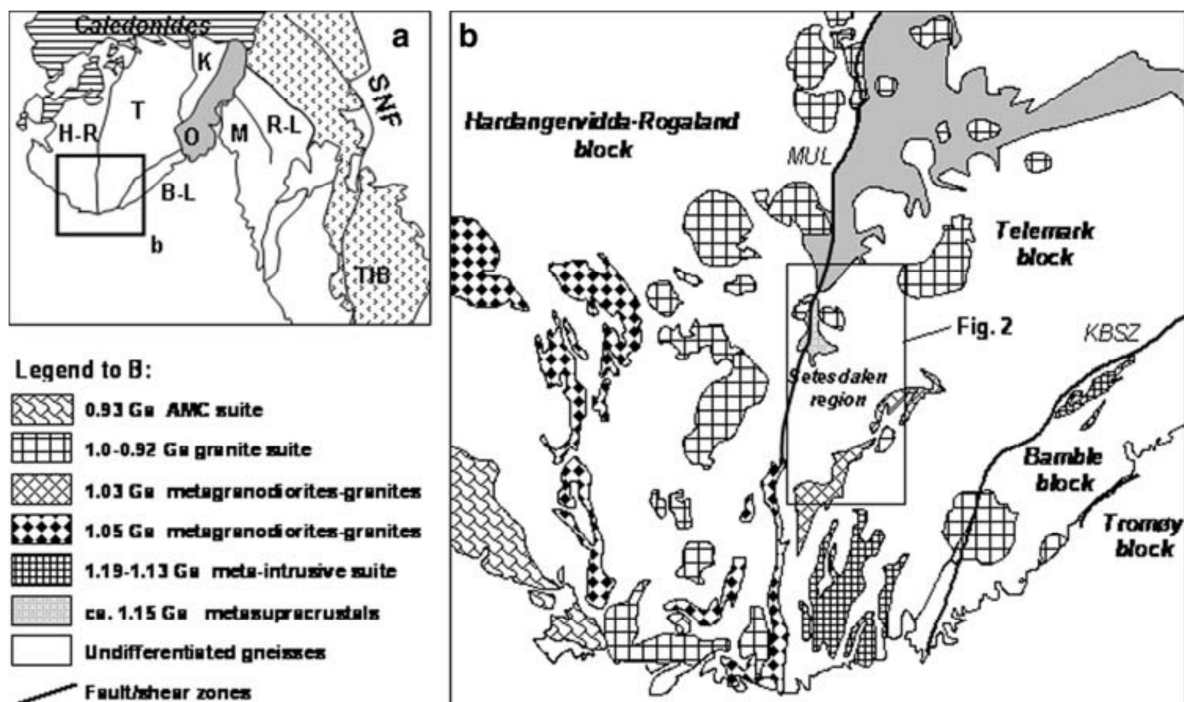 a
Caledonides
K
SNF
T
H-R
O
M
R-L
B-L
b
TIB
Legend to B:
0.93 Ga AMC suite
1.0-0.92 Ga granite suite
1.03 Ga metagranodiorites-granites
1.05 Ga metagranodiorites-granites
1.19-1.13 Ga meta-intrusive suite
ca. 1.15 Ga metasupracrustals
Undifferentiated gneisses
Fault/shear zones
b
Hardangervidda-Rogaland
block
MUL
Telemark
block
Fig. 2
KBSZ
Setesdalen
region
Bamble
block
Tromøy
block